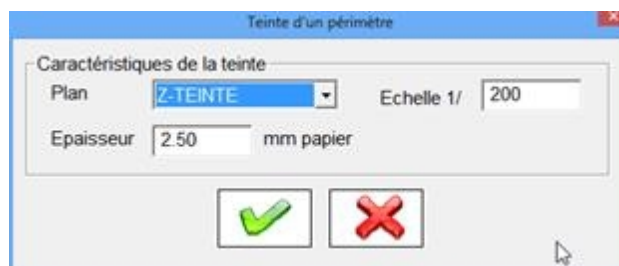 Teinte d'un périmètre
Caractéristiques de la teinte
Plan Z-TEINTE Echelle 1/ 200
Epaisseur 2.50 mm papier